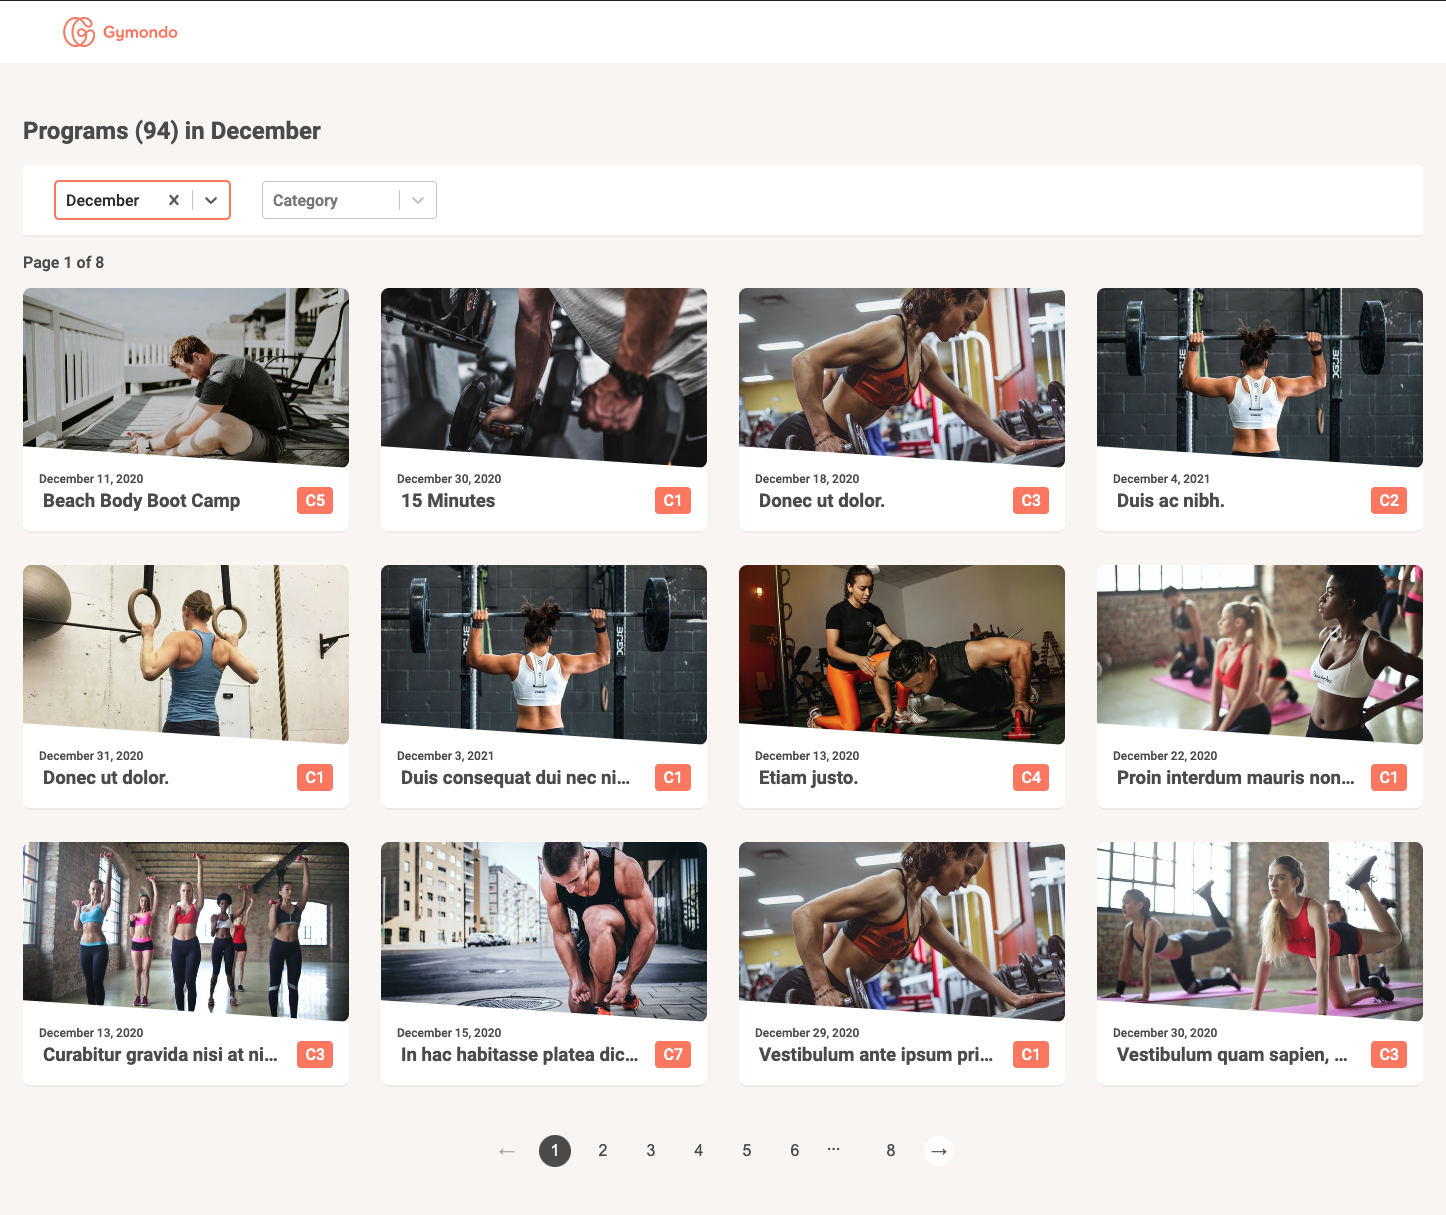 Gymondo
Programs (94) in December
December
Category
Page 1 of 8
December 11, 2020
Beach Body Boot Camp C5
December 30, 2020
15 Minutes C1
December 18, 2020
Donec ut dolor. C3
December 4, 2021
Duis ac nibh. C2
December 31, 2020
Donec ut dolor. C1
December 3, 2021
Duis consequat dui nec ni... C1
December 13, 2020
Etiam justo. C4
December 22, 2020
Proin interdum mauris non... C1
December 13, 2020
Curabitur gravida nisi at ni... C3
December 15, 2020
In hac habitasse platea dic... C7
December 29, 2020
Vestibulum ante ipsum pri... C1
December 30, 2020
Vestibulum quam sapien, ... C3
← 1 2 3 4 5 6 ... 8 →